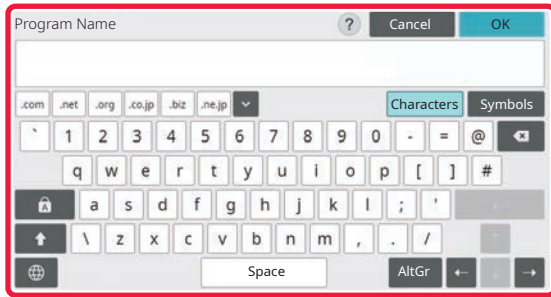 Program Name ? Cancel OK
.com .net .org .co.jp .biz .ne.jp Characters Symbols
` 1 2 3 4 5 6 7 8 9 0 - = @
q w e r t y u i o p [ ] #
A a s d f g h j k l ; '
\ z x c v b n m , . /
Space AltGr ← ↓ →